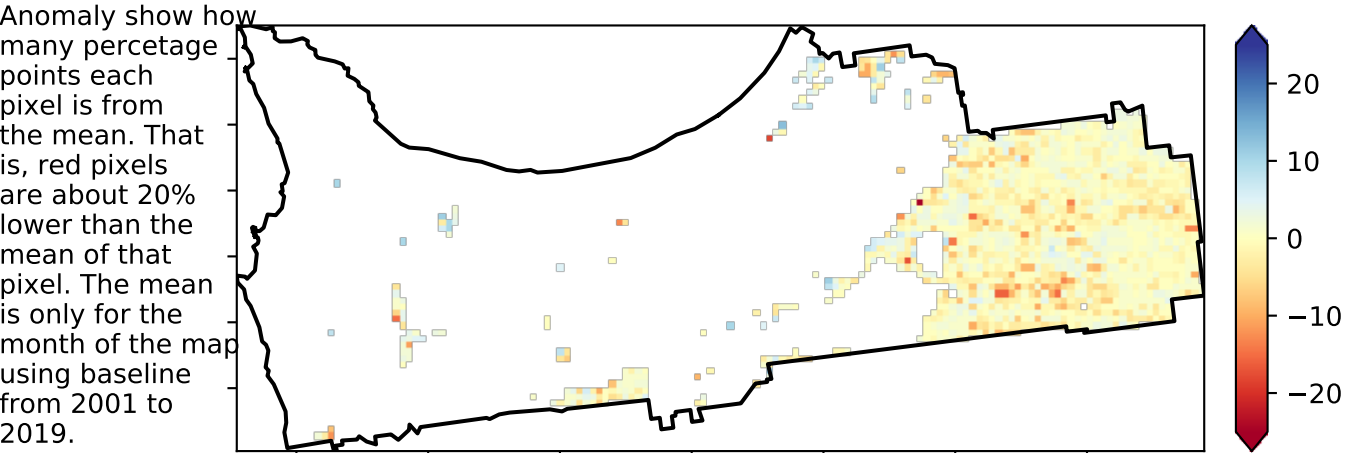 Anomaly show how
many percetage
points each
pixel is from
the mean. That
is, red pixels
are about 20%
lower than the
mean of that
pixel. The mean
is only for the
month of the map
using baseline
from 2001 to
2019.
20
10
0
−10
−20